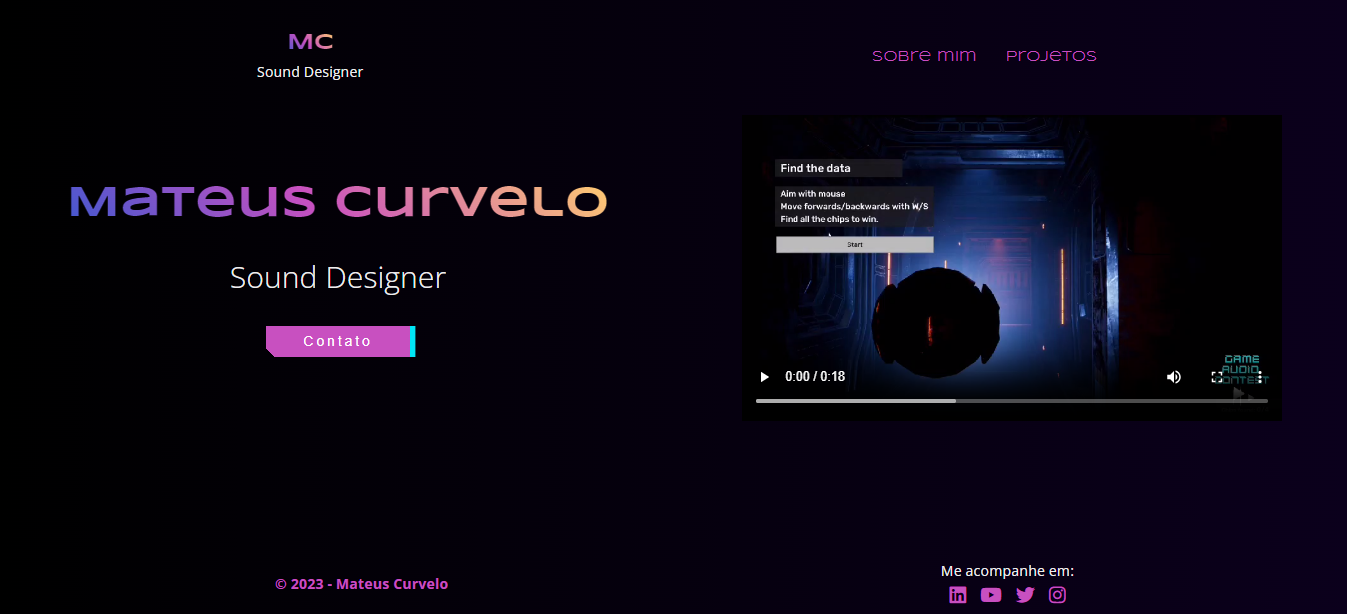 MC
Sound Designer
sobre mim
Projetos
Mateus Curvelo
Sound Designer
Contato
Find the data
Aim with mouse
Move forwards/backwards with W/S
Find all the chips to win.
Start
0:00 / 0:18
GAME
AUDIO
CONTEST
© 2023 - Mateus Curvelo
Me acompanhe em: